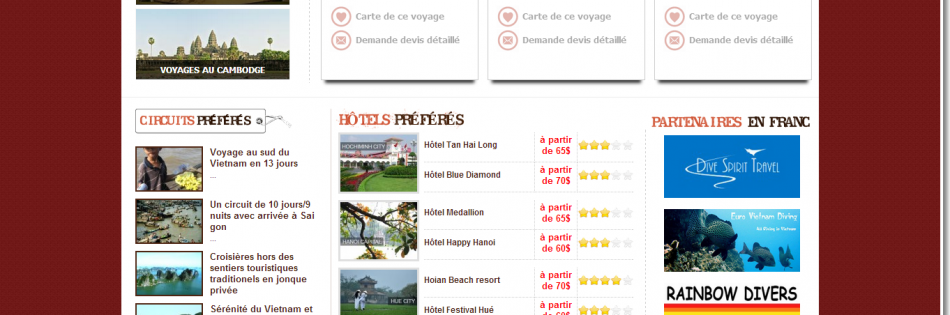 Carte de ce voyage
Demande devis détaillé
Carte de ce voyage
Demande devis détaillé
Carte de ce voyage
Demande devis détaillé
VOYAGES AU CAMBODGE
CIRCUITS PRÉFÉRÉS
Voyage au sud du
Vietnam en 13 jours
...
Un circuit de 10 jours/9
nuits avec arrivée à Sai
gon
...
Croisières hors des
sentiers touristiques
traditionels en jonque
privée
Sérénité du Vietnam et
HÔTELS PRÉFÉRÉS
HOCHIMINH CITY
Hôtel Tan Hai Long
à partir
de 65$
Hôtel Blue Diamond
à partir
de 70$
HANOI CAPITAL
Hôtel Medallion
à partir
de 65$
Hôtel Happy Hanoi
à partir
de 60$
HUE CITY
Hoian Beach resort
à partir
de 70$
Hôtel Festival Hué
à partir
de 60$
PARTENAIRES EN FRANC
DIVE SPIRIT TRAVEL
Euro Vietnam Diving
RAINBOW DIVERS